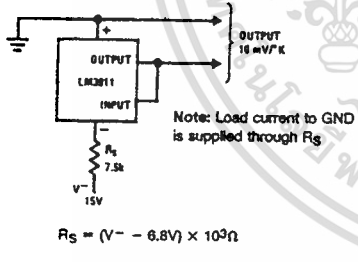 +
OUTPUT
10 mV/°K
OUTPUT
LM3911
INPUT
Note: Load current to GND
is supplied through RS
−
RS
7.5k
V−
15V
RS = (V− − 6.8V) × 10³Ω